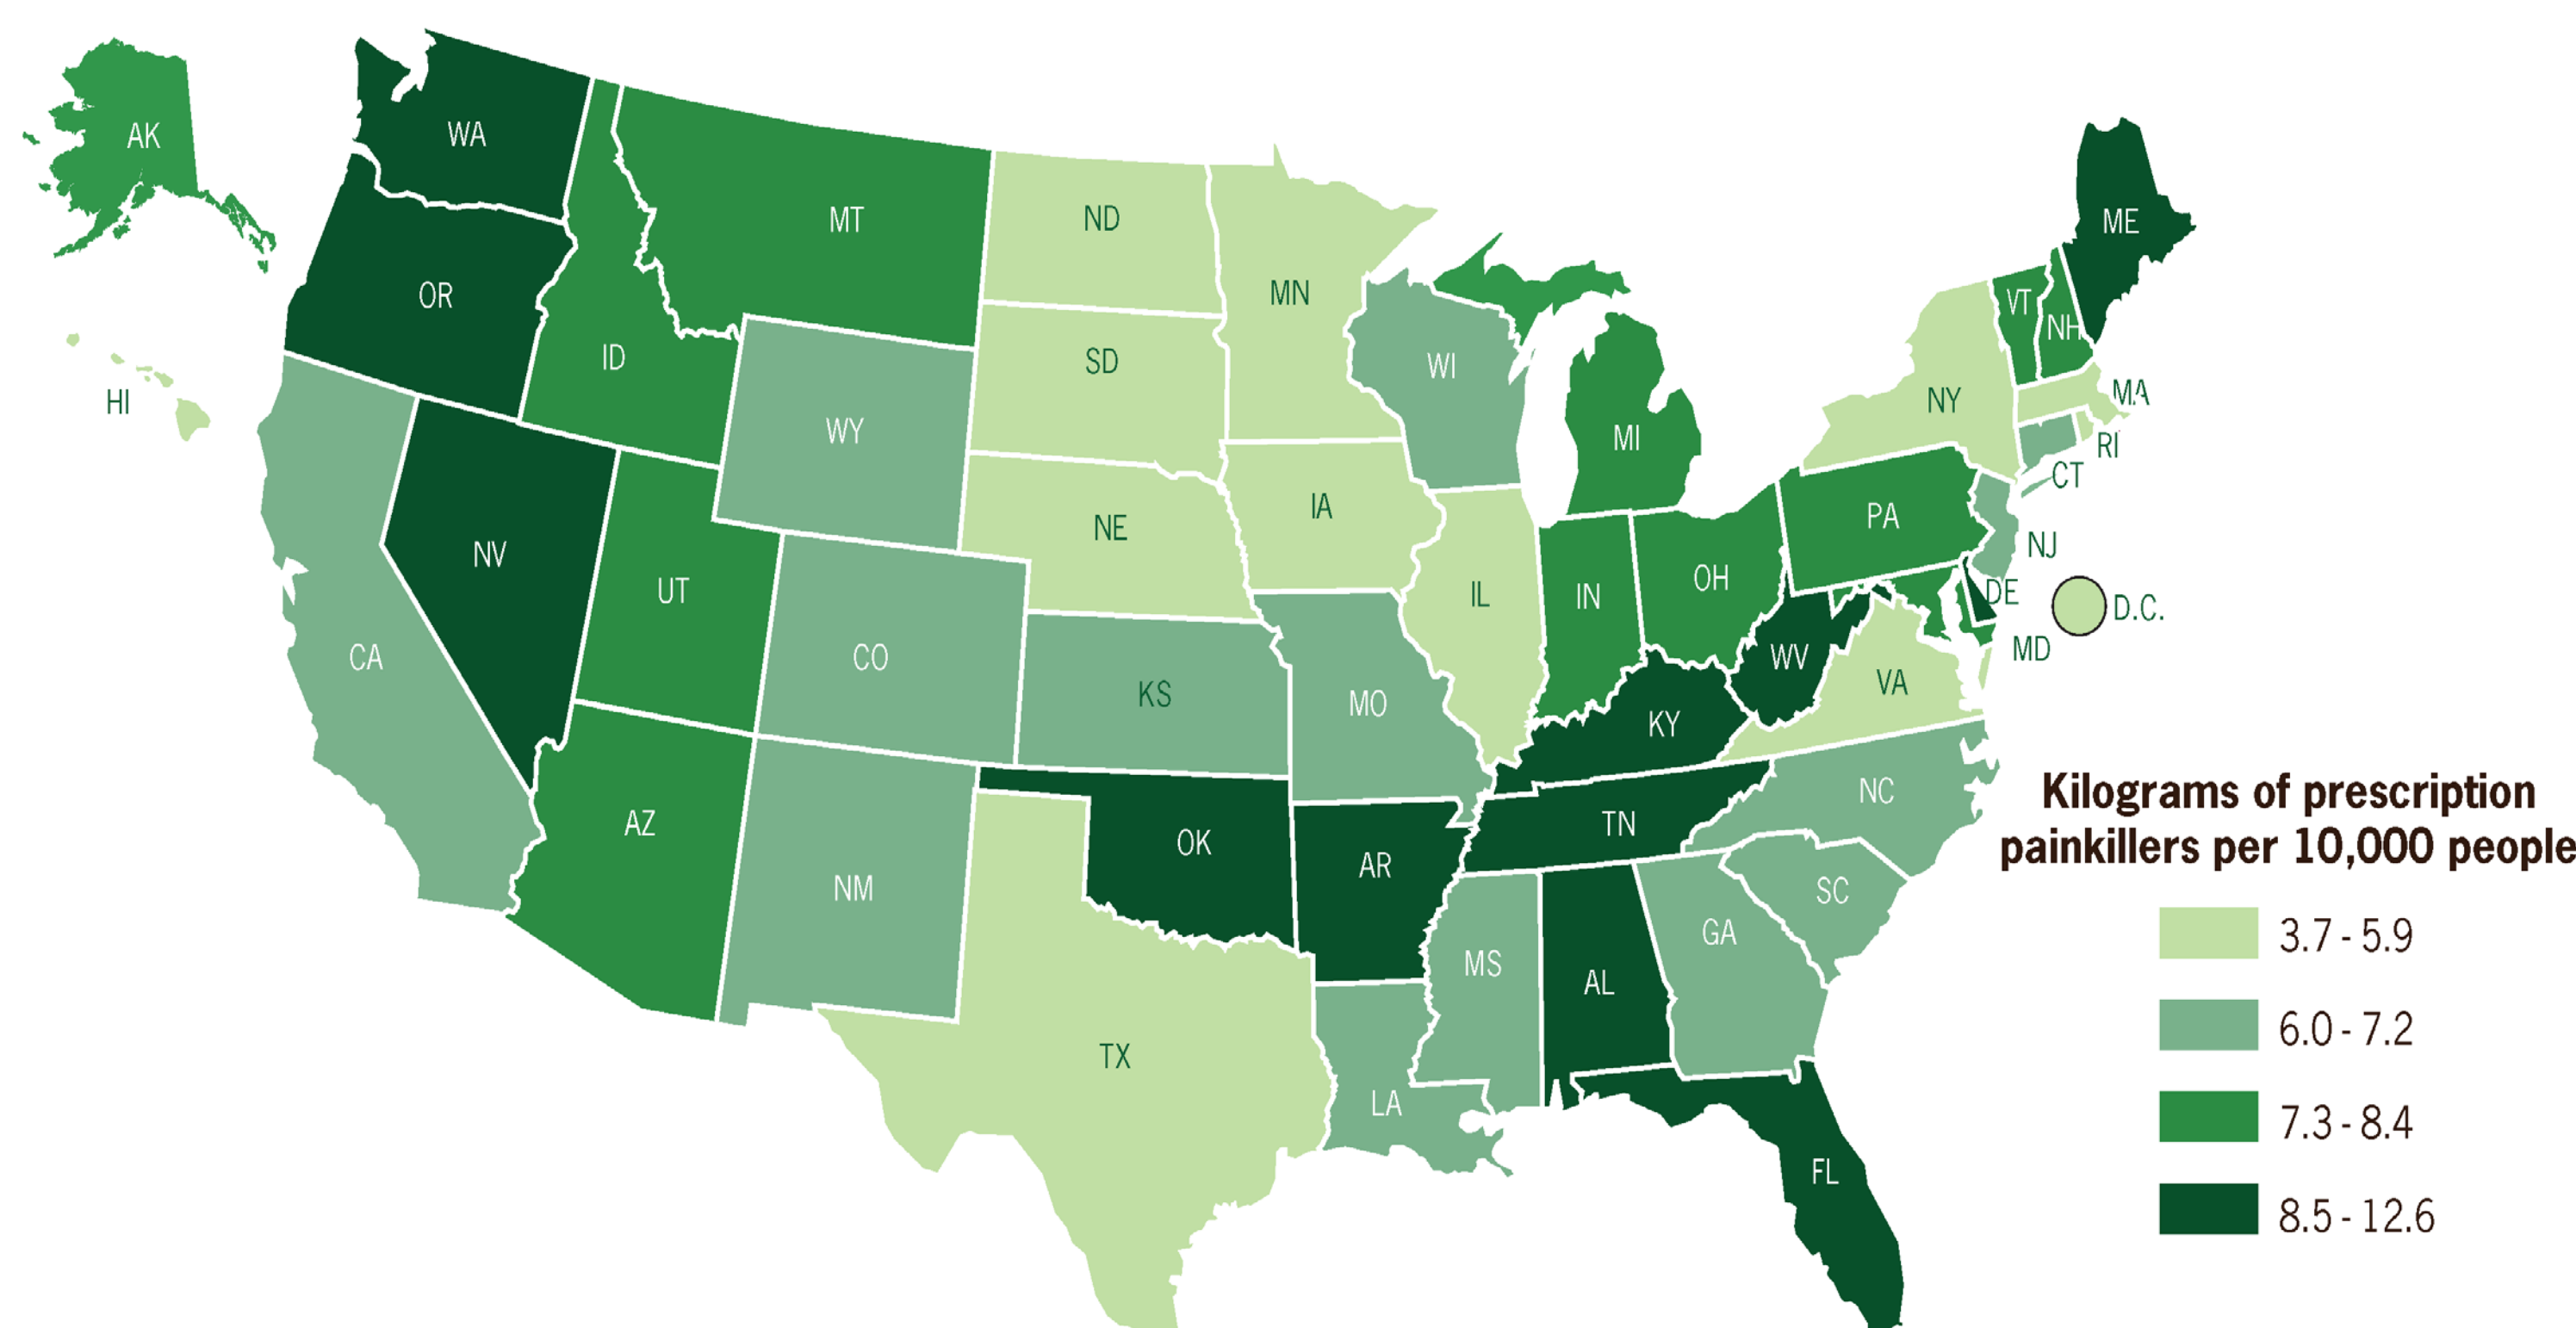 AK
WA
MT
ND
MN
ME
OR
ID
SD
WI
VT
NH
HI
WY
MI
NY
MA
RI
CT
NV
UT
NE
IA
IL
IN
OH
PA
NJ
DE
D.C.
CA
CO
KS
MO
WV
VA
MD
KY
AZ
NM
OK
AR
TN
NC
SC
GA
MS
AL
TX
LA
FL
Kilograms of prescription
painkillers per 10,000 people
3.7 - 5.9
6.0 - 7.2
7.3 - 8.4
8.5 - 12.6